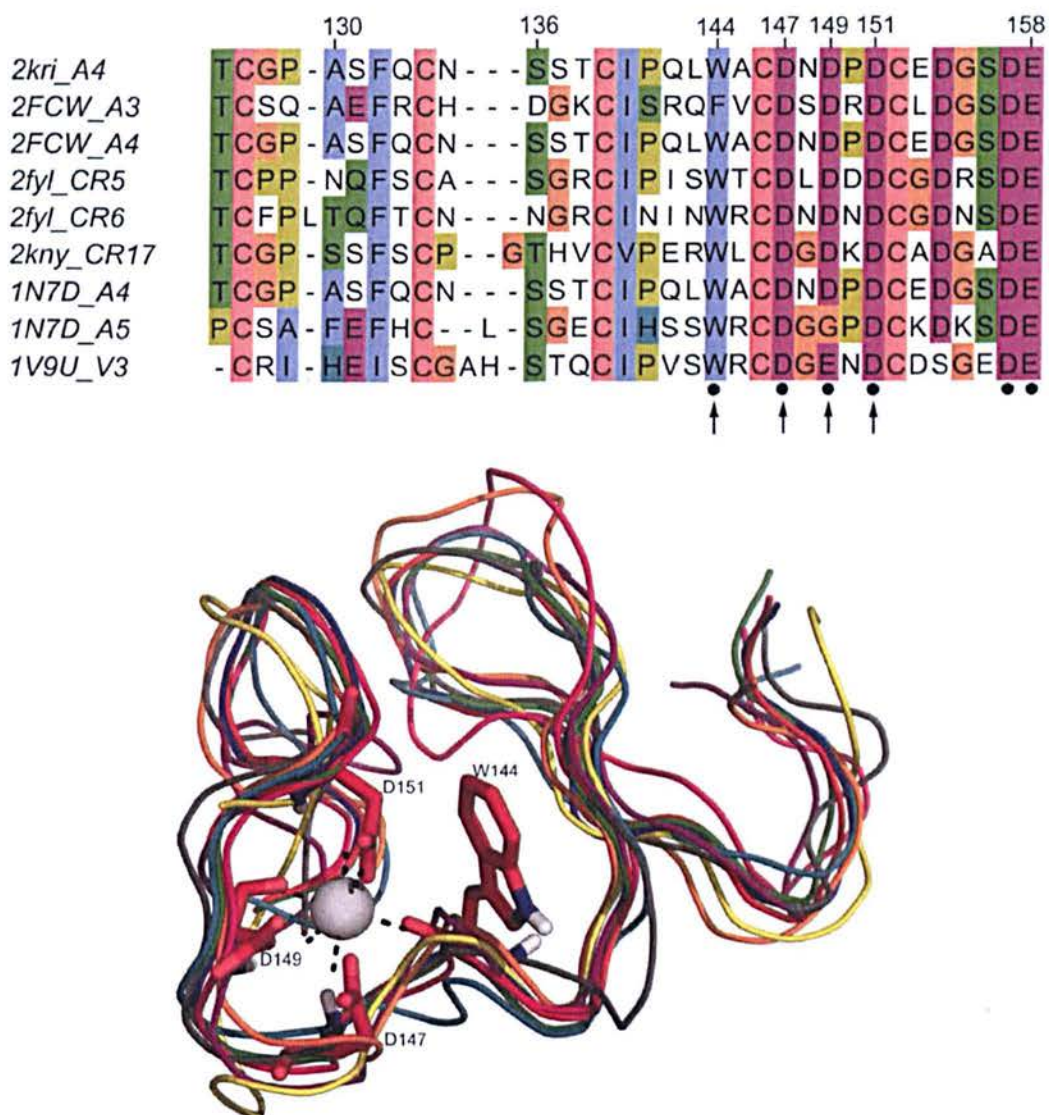 130 136 144 147 149 151 158
2kri_A4 TCGP-ASFQCN---SSTCIPQLWACDNDPDCEDGSDE
2FCW_A3 TCSQ-AEFRCH---DGKCISRQFVCDSDRDCLDGSDE
2FCW_A4 TCGP-ASFQCN---SSTCIPQLWACDNDPDCEDGSDE
2fyl_CR5 TCPP-NQFSCA---SGRCIPISWTCDLDDDCGDRSDE
2fyl_CR6 TCFPLTQFTCN---NGRCININWRCDNDNDCGDNSDE
2kny_CR17 TCGP-SSFSCP--GTHVCVPERWLCDGDKDCADGADE
1N7D_A4 TCGP-ASFQCN---SSTCIPQLWACDNDPDCEDGSDE
1N7D_A5 PCSA-FEFHC--L-SGECIHSSWRCDGGPDCKDKSDE
1V9U_V3 -CRI-HEISCGAH-STQCIPVSWRCDGENDCDSGEDE
W144
D151
D149
D147